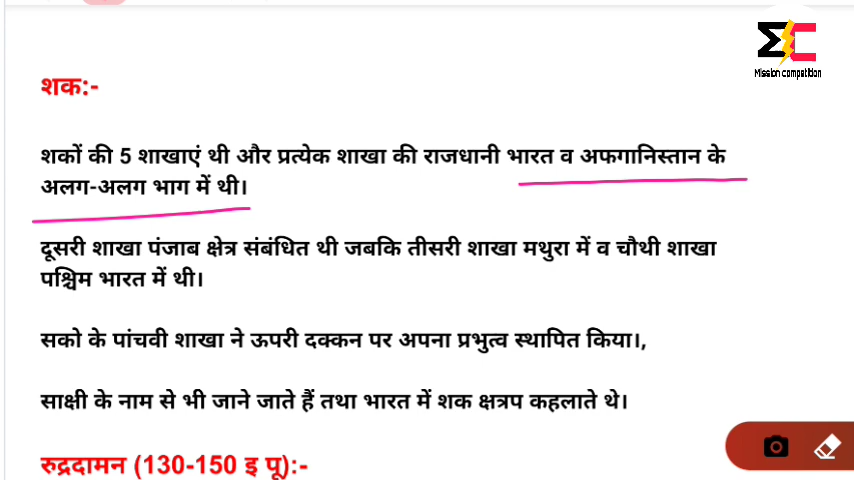 Mission competition
शक:-
शकों की 5 शाखाएं थी और प्रत्येक शाखा की राजधानी भारत व अफगानिस्तान के
अलग-अलग भाग में थी।
दूसरी शाखा पंजाब क्षेत्र संबंधित थी जबकि तीसरी शाखा मथुरा में व चौथी शाखा
पश्चिम भारत में थी।
सको के पांचवी शाखा ने ऊपरी दक्कन पर अपना प्रभुत्व स्थापित किया।,
साक्षी के नाम से भी जाने जाते हैं तथा भारत में शक क्षत्रप कहलाते थे।
रुद्रदामन (130-150 इ पू):-